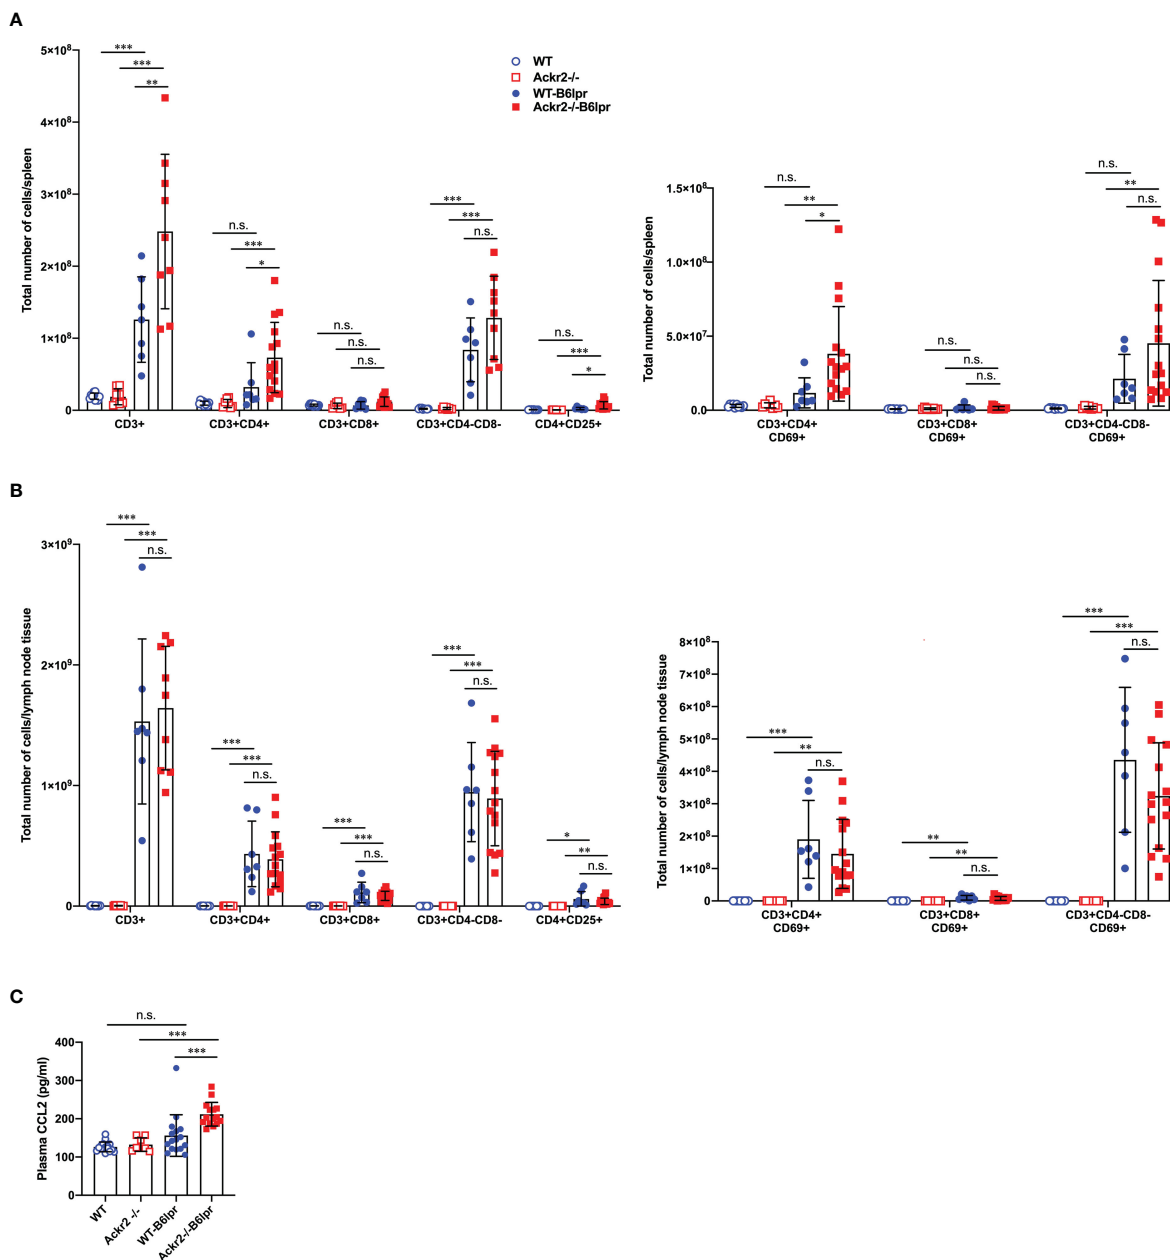 A
Total number of cells/spleen
5×10⁸
4×10⁸
3×10⁸
2×10⁸
1×10⁸
0
***
***
**
n.s.
***
*
n.s.
n.s.
n.s.
***
***
n.s.
n.s.
***
*
CD3+
CD3+CD4+
CD3+CD8+
CD3+CD4-CD8-
CD4+CD25+
WT
Ackr2-/-
WT-B6lpr
Ackr2-/-B6lpr
Total number of cells/spleen
1.5×10⁸
1.0×10⁸
5.0×10⁷
0.0
n.s.
**
*
n.s.
n.s.
n.s.
n.s.
**
n.s.
CD3+CD4+
CD69+
CD3+CD8+
CD69+
CD3+CD4-CD8-
CD69+
B
Total number of cells/lymph node tissue
3×10⁹
2×10⁹
1×10⁹
0
***
***
n.s.
***
***
n.s.
***
***
n.s.
***
***
n.s.
*
**
n.s.
CD3+
CD3+CD4+
CD3+CD8+
CD3+CD4-CD8-
CD4+CD25+
Total number of cells/lymph node tissue
8×10⁸
7×10⁸
6×10⁸
5×10⁸
4×10⁸
3×10⁸
2×10⁸
1×10⁸
0
***
**
n.s.
**
**
n.s.
***
***
n.s.
CD3+CD4+
CD69+
CD3+CD8+
CD69+
CD3+CD4-CD8-
CD69+
C
Plasma CCL2 (pg/ml)
400
300
200
100
0
n.s.
***
***
WT
Ackr2 -/-
WT-B6lpr
Ackr2-/-B6lpr